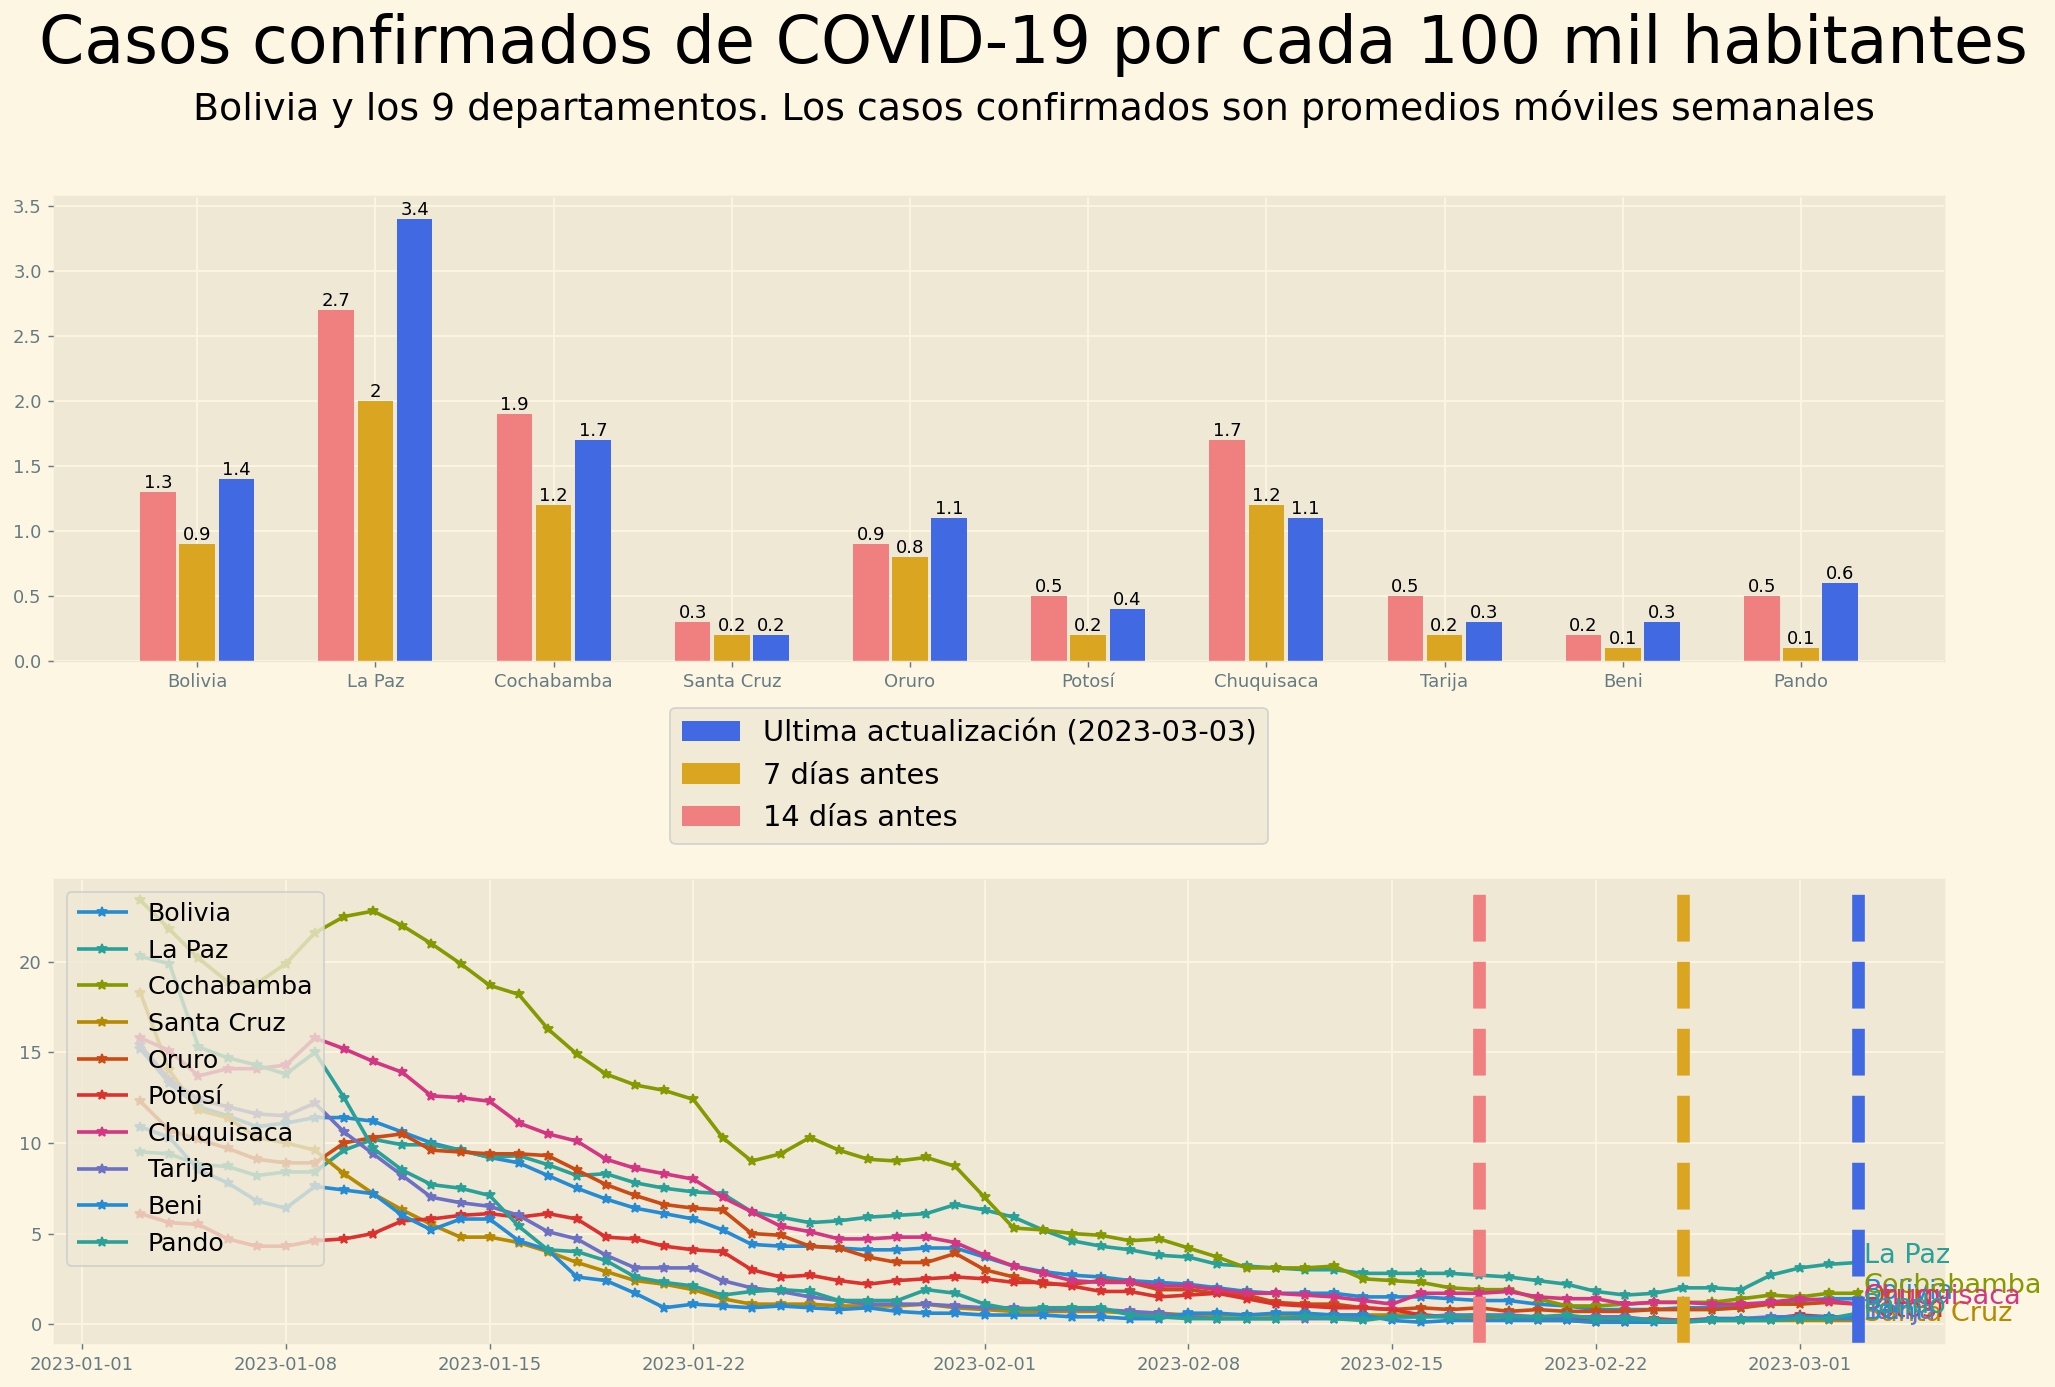 Casos confirmados de COVID-19 por cada 100 mil habitantes
Bolivia y los 9 departamentos. Los casos confirmados son promedios móviles semanales
3.5
3.0
2.5
2.0
1.5
1.0
0.5
0.0
1.3 0.9 1.4
2.7 2 3.4
1.9 1.2 1.7
0.3 0.2 0.2
0.9 0.8 1.1
0.5 0.2 0.4
1.7 1.2 1.1
0.5 0.2 0.3
0.2 0.1 0.3
0.5 0.1 0.6
Bolivia La Paz Cochabamba Santa Cruz Oruro Potosí Chuquisaca Tarija Beni Pando
Ultima actualización (2023-03-03)
7 días antes
14 días antes
20
15
10
5
0
Bolivia
La Paz
Cochabamba
Santa Cruz
Oruro
Potosí
Chuquisaca
Tarija
Beni
Pando
La Paz
Cochabamba
Chuquisaca
Santa Cruz
2023-01-01 2023-01-08 2023-01-15 2023-01-22 2023-02-01 2023-02-08 2023-02-15 2023-02-22 2023-03-01